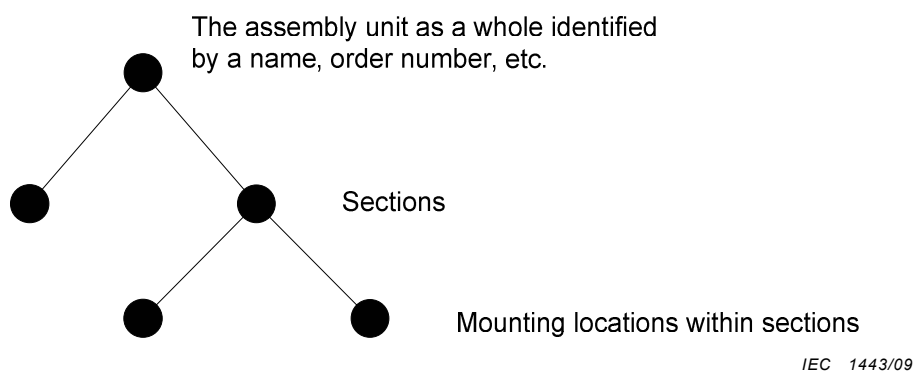 The assembly unit as a whole identified
by a name, order number, etc.
Sections
Mounting locations within sections
IEC 1443/09